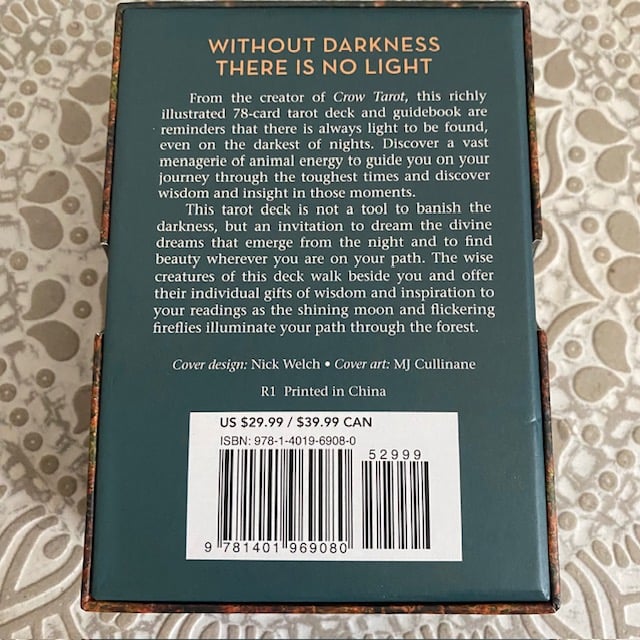 WITHOUT DARKNESS
THERE IS NO LIGHT
From the creator of Crow Tarot, this richly
illustrated 78-card tarot deck and guidebook are
reminders that there is always light to be found,
even on the darkest of nights. Discover a vast
menagerie of animal energy to guide you on your
journey through the toughest times and discover
wisdom and insight in those moments.
This tarot deck is not a tool to banish the
darkness, but an invitation to dream the divine
dreams that emerge from the night and to find
beauty wherever you are on your path. The wise
creatures of this deck walk beside you and offer
their individual gifts of wisdom and inspiration to
your readings as the shining moon and flickering
fireflies illuminate your path through the forest.
Cover design: Nick Welch • Cover art: MJ Cullinane
R1 Printed in China
US $29.99 / $39.99 CAN
ISBN: 978-1-4019-6908-0
52999
9 781401 969080